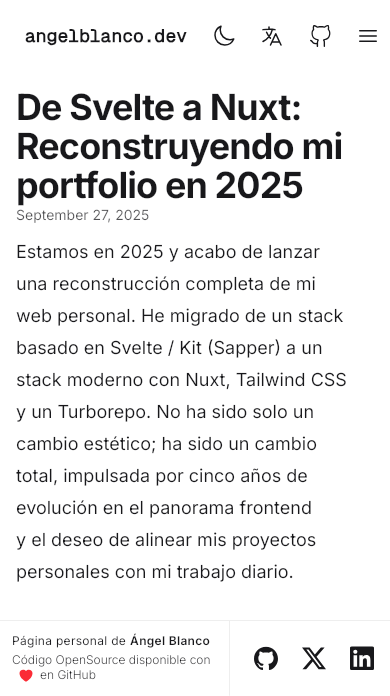 angelblanco.dev
De Svelte a Nuxt:
Reconstruyendo mi
portfolio en 2025
September 27, 2025
Estamos en 2025 y acabo de lanzar
una reconstrucción completa de mi
web personal. He migrado de un stack
basado en Svelte / Kit (Sapper) a un
stack moderno con Nuxt, Tailwind CSS
y un Turborepo. No ha sido solo un
cambio estético; ha sido un cambio
total, impulsada por cinco años de
evolución en el panorama frontend
y el deseo de alinear mis proyectos
personales con mi trabajo diario.
Página personal de Ángel Blanco
Código OpenSource disponible con
❤️ en GitHub